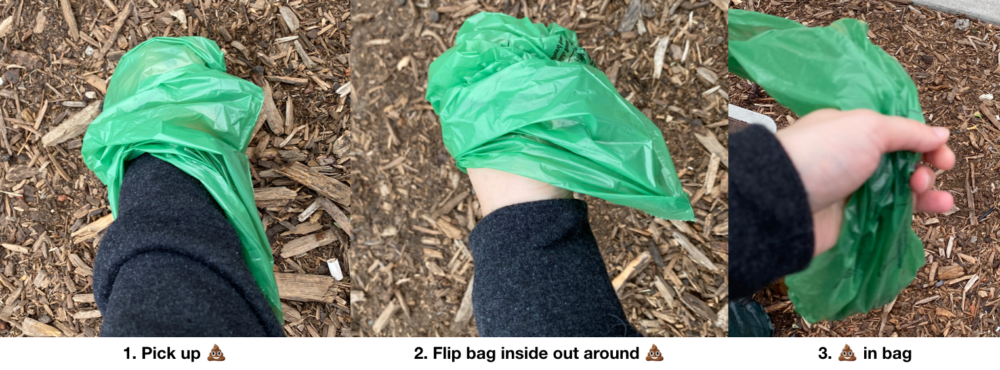 1. Pick up 💩
2. Flip bag inside out around 💩
3. 💩 in bag